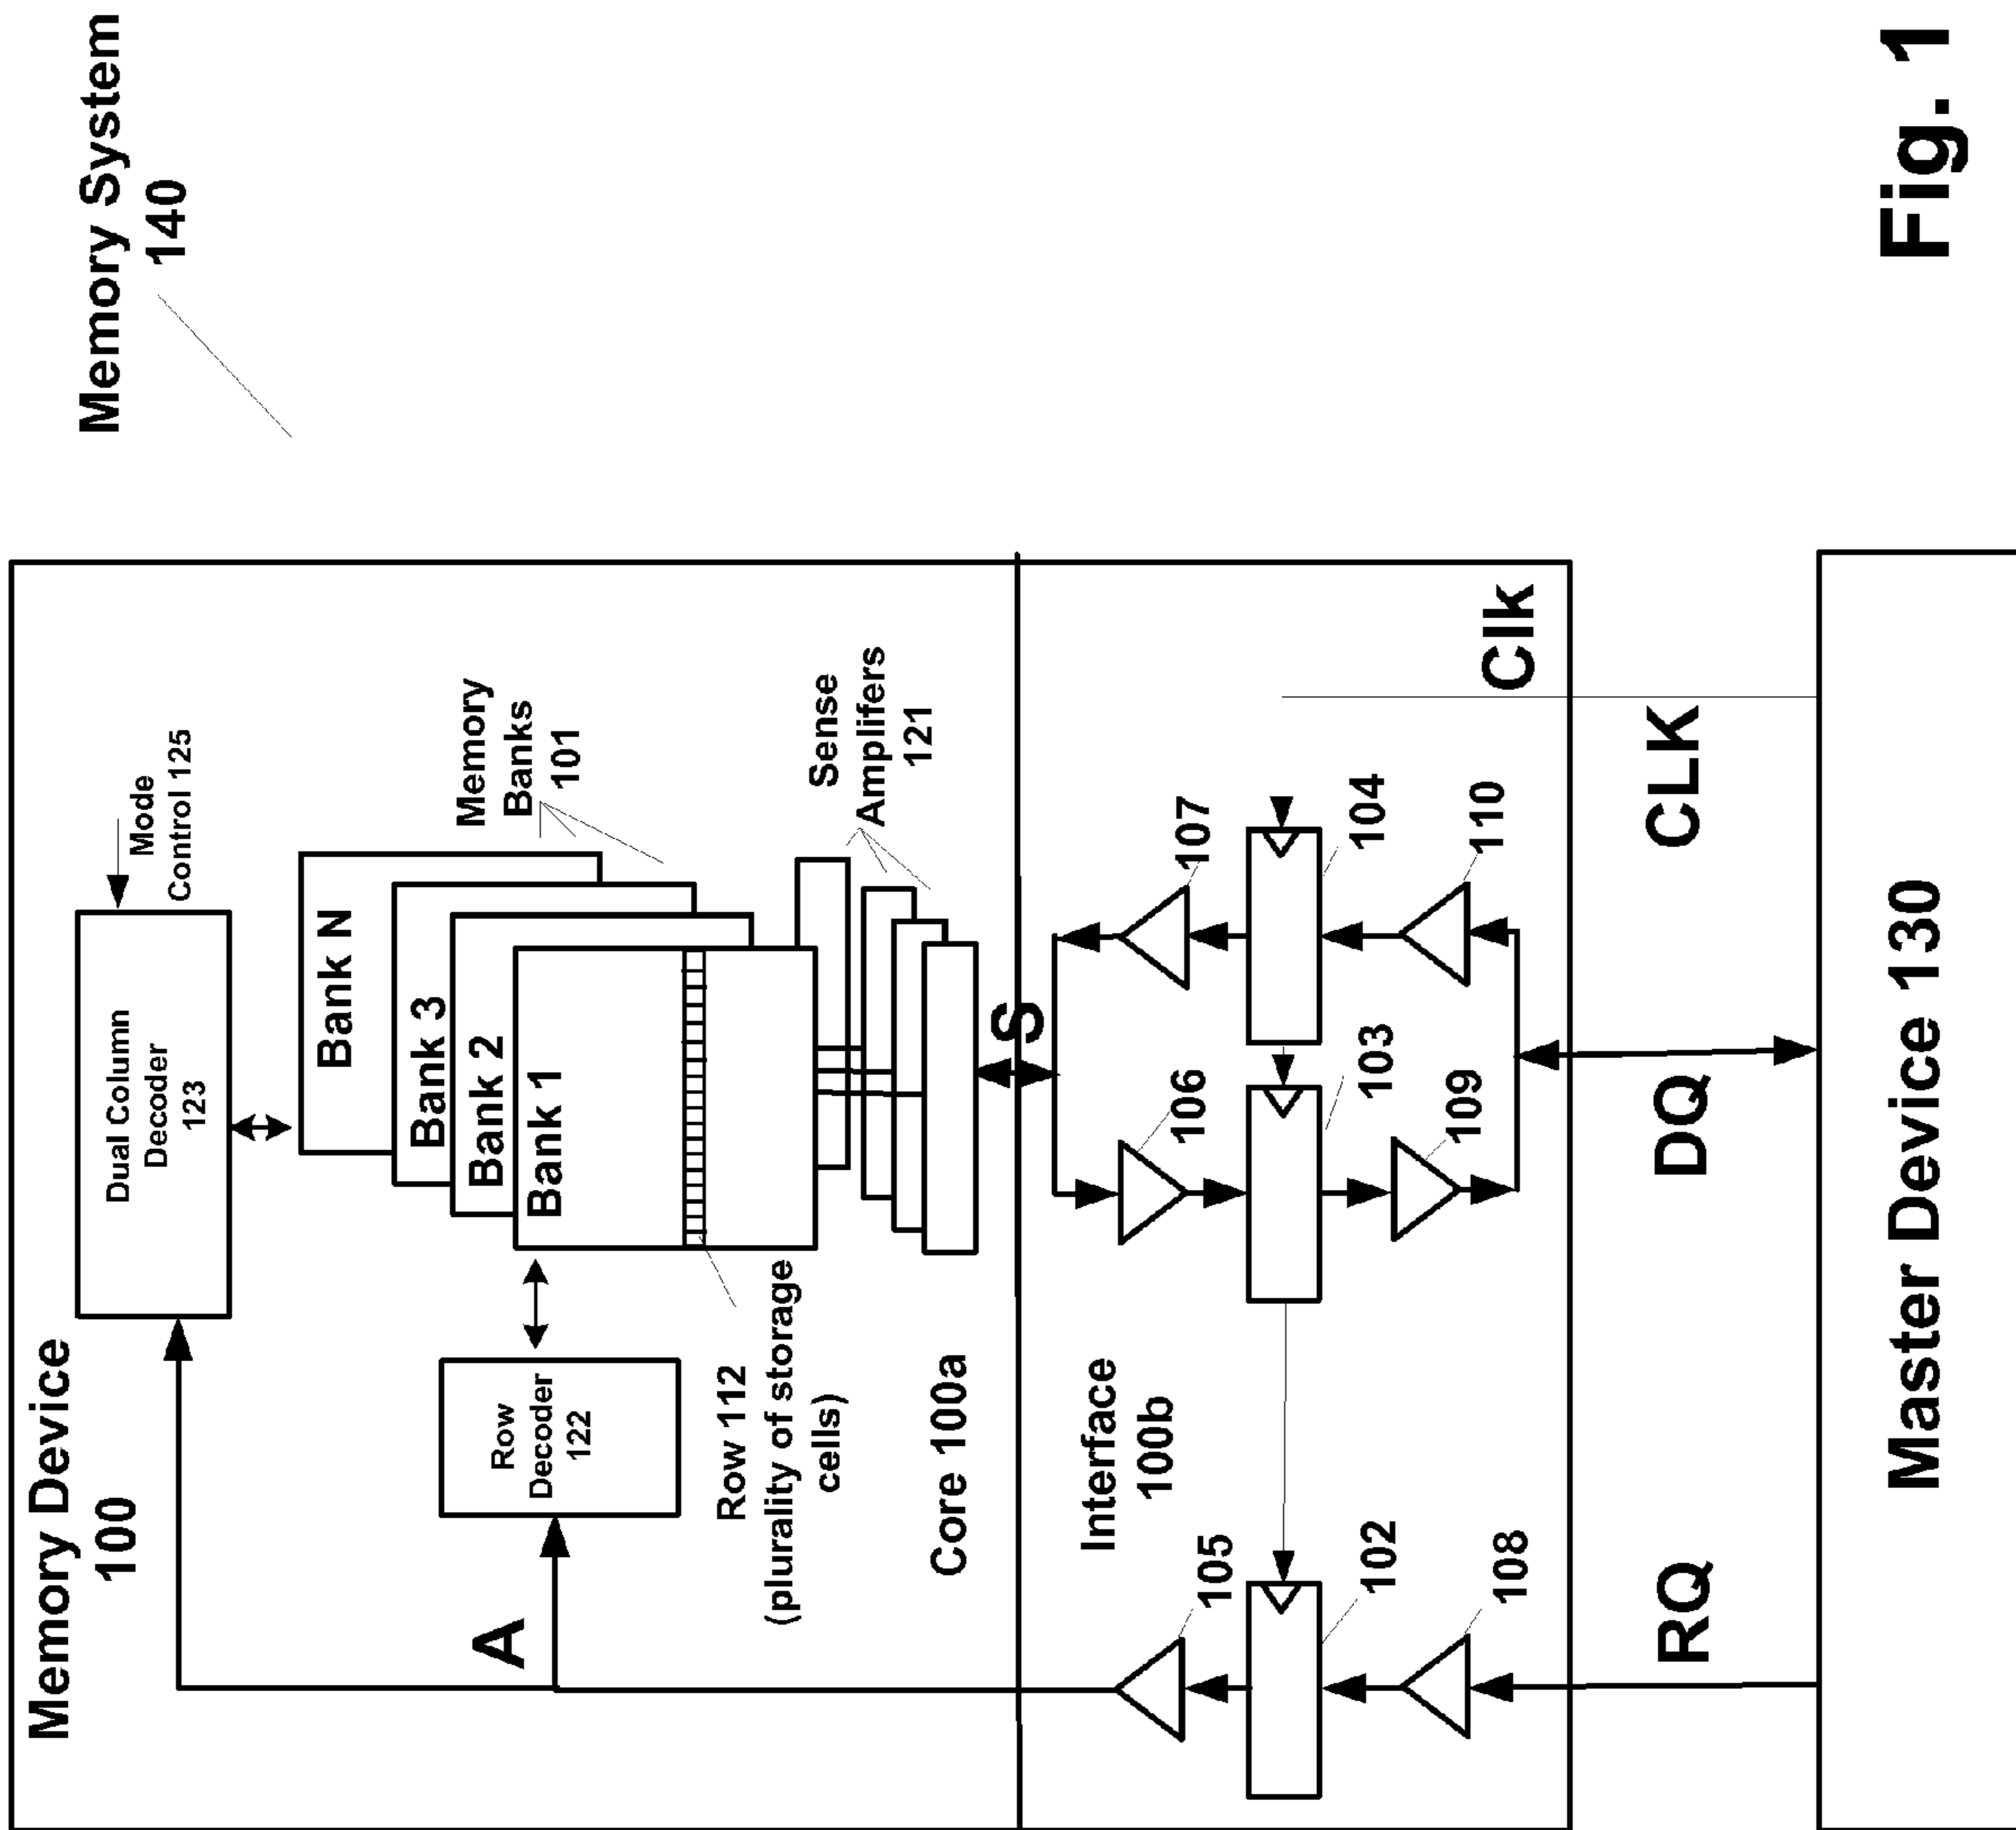 Memory System
140
Memory Device
100
Dual Column
Decoder
123
Mode
Control 125
Bank N
Bank 3
Bank 2
Bank 1
Memory
Banks
101
Row
Decoder
122
A
Row 112
(plurality of storage
cells)
Sense
Amplifers
121
Core 100a
S
Interface
100b
105
106
107
102
103
104
108
109
110
Clk
RQ
DQ
CLK
Master Device 130
Fig. 1